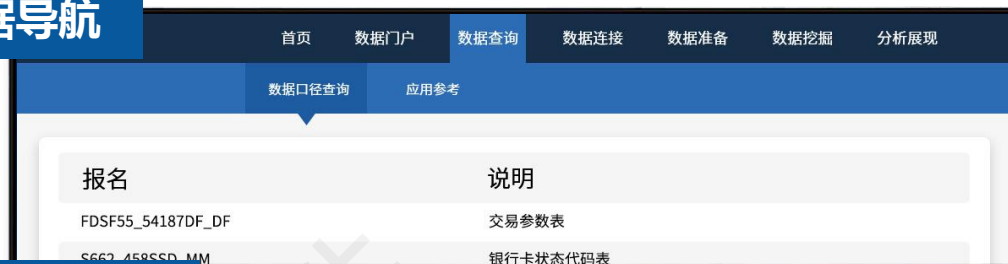 据导航
首页 数据门户 数据查询 数据连接 数据准备 数据挖掘 分析展现
数据口径查询 应用参考
报名 说明
FDSF55_54187DF_DF 交易参数表
S662_458SSD_MM 银行卡状态代码表